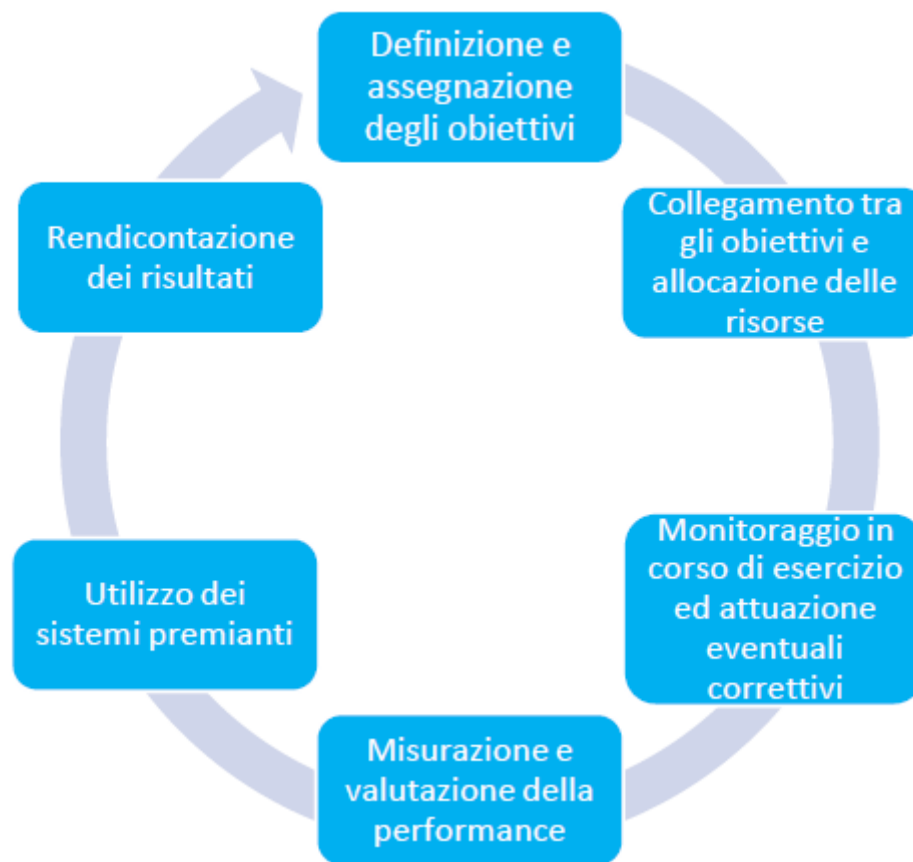 Definizione e
assegnazione
degli obiettivi
Collegamento tra
gli obiettivi e
allocazione delle
risorse
Monitoraggio in
corso di esercizio
ed attuazione
eventuali
correttivi
Misurazione e
valutazione della
performance
Utilizzo dei
sistemi premianti
Rendicontazione
dei risultati